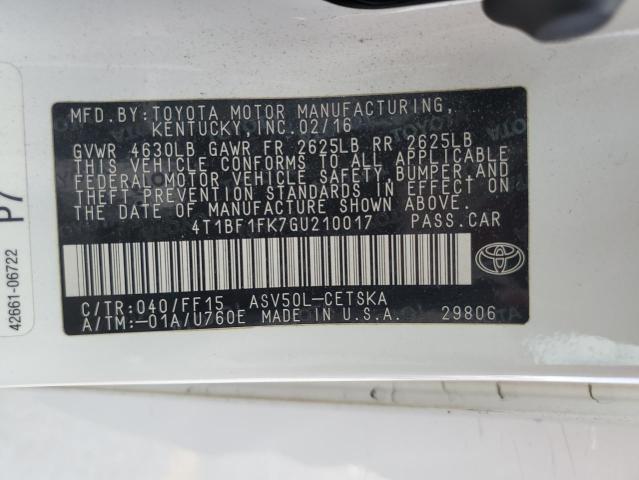 MFD.BY:TOYOTA MOTOR MANUFACTURING,
KENTUCKY, INC.02/16
GVWR 4630LB GAWR FR 2625LB RR 2625LB
THIS VEHICLE CONFORMS TO ALL APPLICABLE
FEDERAL MOTOR VEHICLE SAFETY, BUMPER AND
THEFT PREVENTION STANDARDS IN EFFECT ON
THE DATE OF MANUFACTURE SHOWN ABOVE.
4T1BF1FK7GU210017 PASS.CAR
C/TR:040/FF15 ASV50L-CETSKA
A/TM:-01A/U760E MADE IN U.S.A. 29806
P7
42661-06722